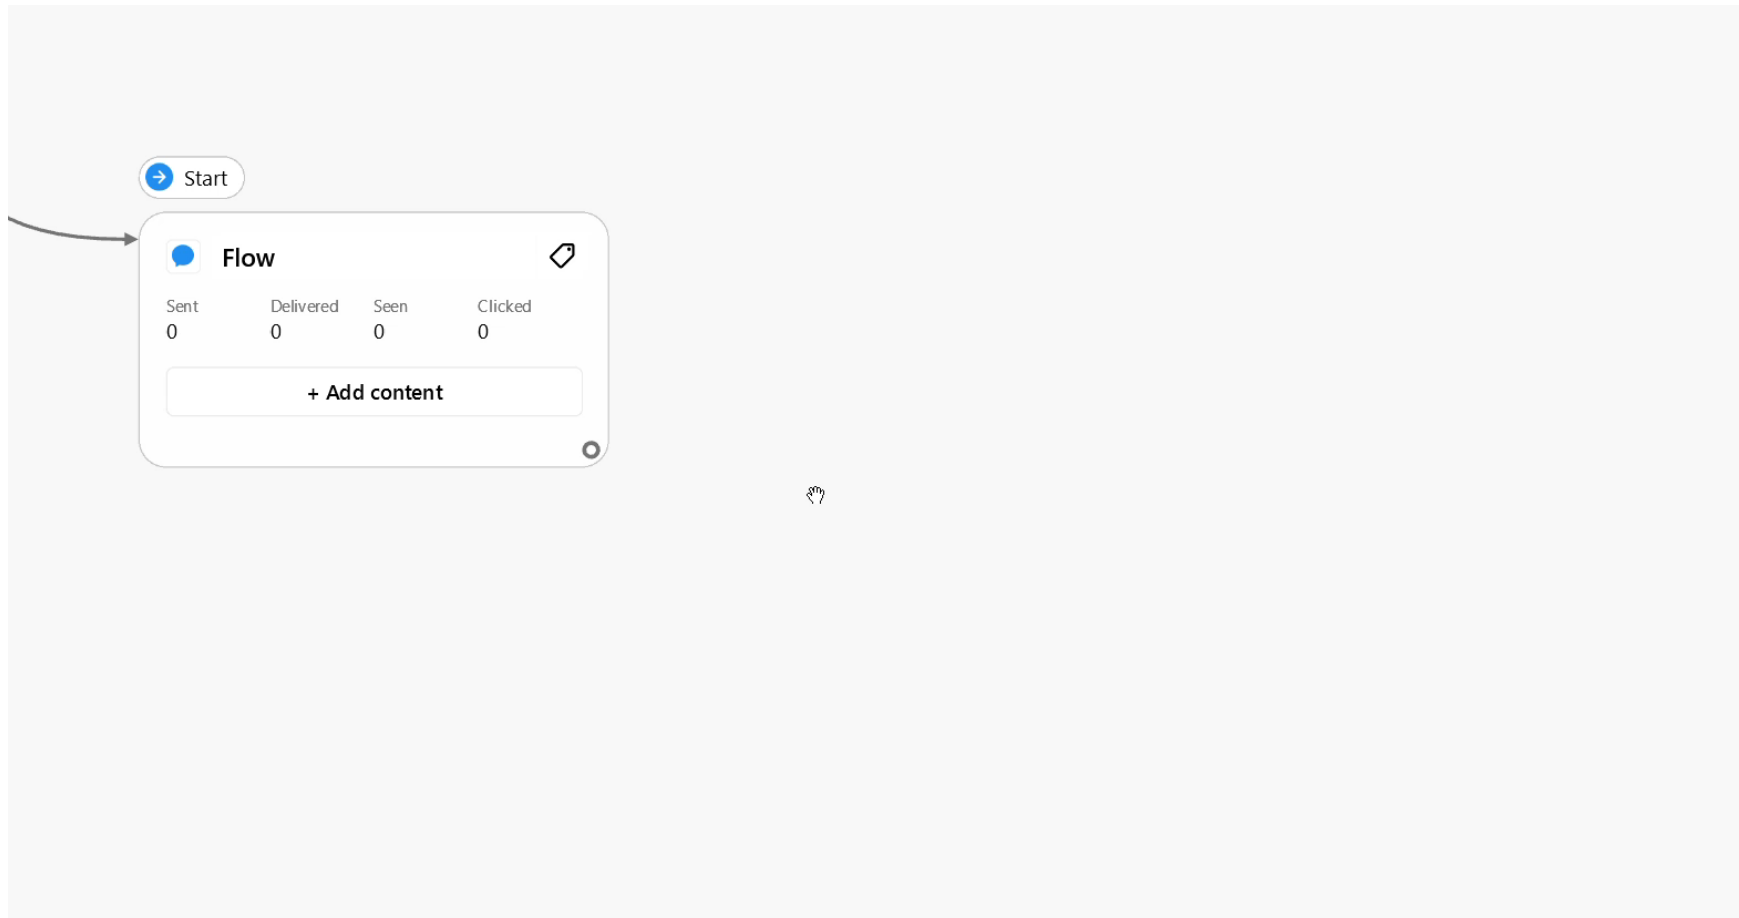 Start
Flow
Sent Delivered Seen Clicked
0 0 0 0
+ Add content